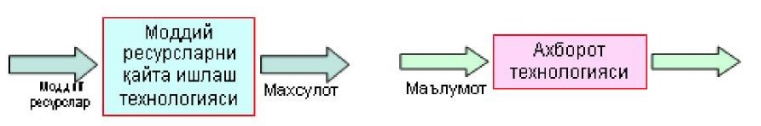 Моддий
ресурсларни
қайта ишлаш
технологияси
Моддий
ресурслар
Махсулот
Маълумот
Ахборот
технологияси